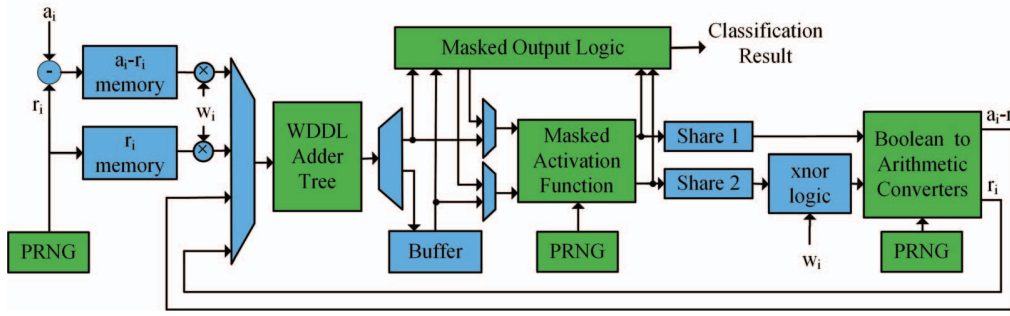 aᵢ
-
aᵢ-rᵢ
memory
×
rᵢ
wᵢ
rᵢ
memory
×
PRNG
WDDL
Adder
Tree
Masked Output Logic
Classification
Result
Buffer
Masked
Activation
Function
PRNG
Share 1
Share 2
xnor
logic
wᵢ
Boolean to
Arithmetic
Converters
PRNG
aᵢ-r
rᵢ